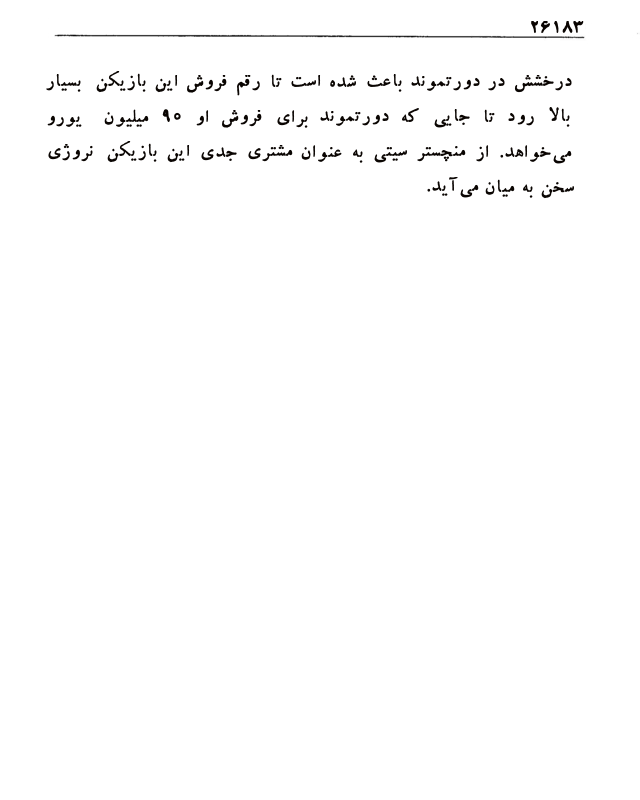 ۲۶۱۸۳
درخشش در دورتموند باعث شده است تا رقم فروش این بازیکن بسیار
بالا رود تا جایی که دورتموند برای فروش او ۹۰ میلیون یورو
می‌خواهد. از منچستر سیتی به عنوان مشتری جدی این بازیکن نروژی
سخن به میان می‌آید.